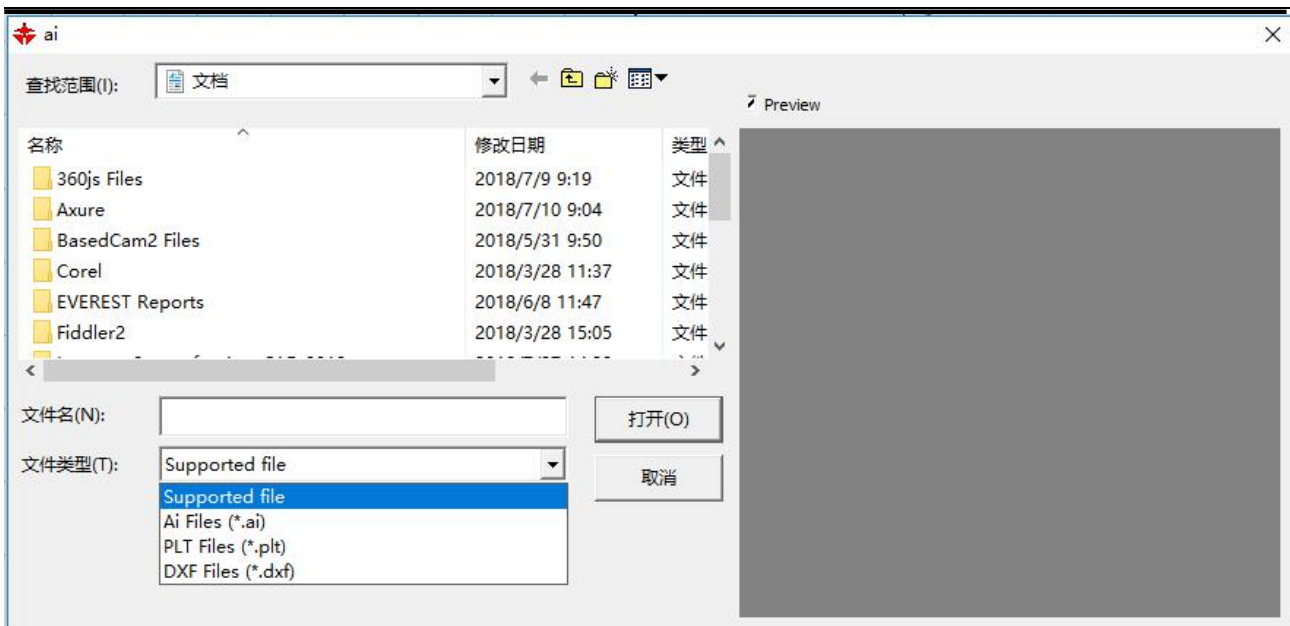 ai
查找范围(I):
文档
Preview
名称 修改日期 类型
360js Files 2018/7/9 9:19 文件
Axure 2018/7/10 9:04 文件
BasedCam2 Files 2018/5/31 9:50 文件
Corel 2018/3/28 11:37 文件
EVEREST Reports 2018/6/8 11:47 文件
Fiddler2 2018/3/28 15:05 文件
文件名(N):
打开(O)
文件类型(T):
Supported file
取消
Supported file
Ai Files (*.ai)
PLT Files (*.plt)
DXF Files (*.dxf)